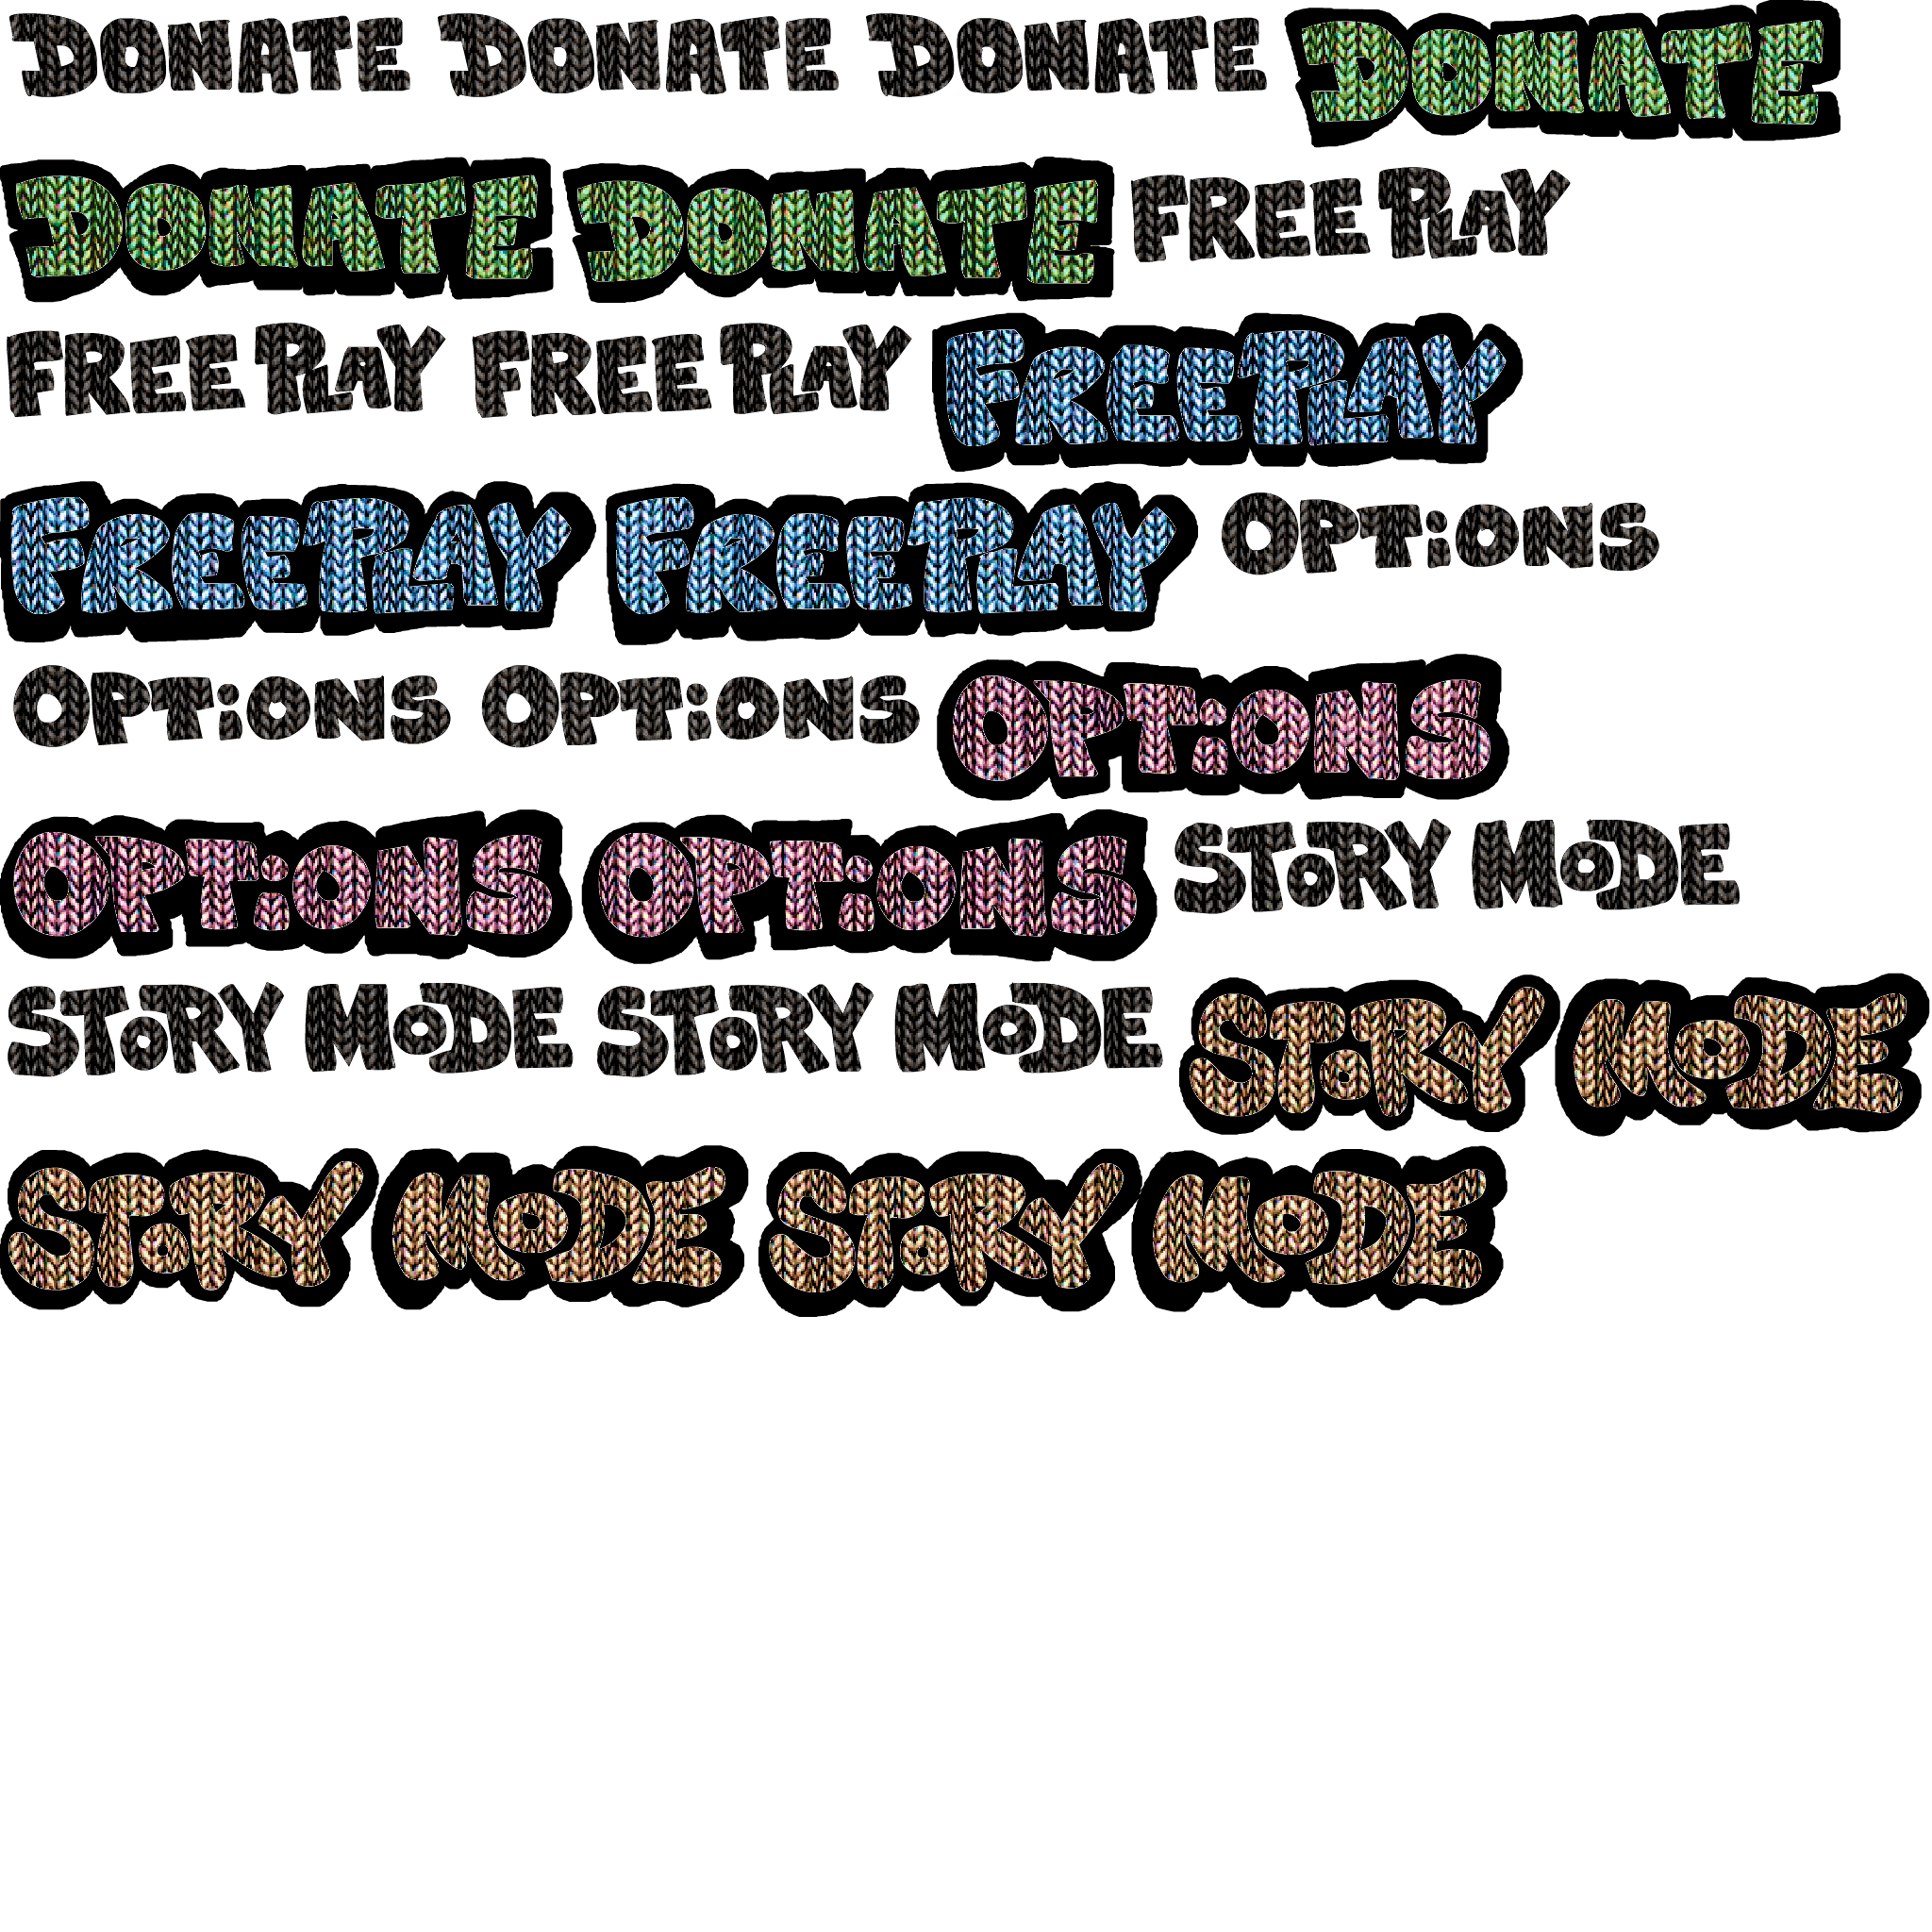 DONATE DONATE DONATE DONATE
DONATE DONATE FREE PLAY
FREE PLAY FREE PLAY FREEPLAY
FREEPLAY FREEPLAY OPTiONS
OPTiONS OPTiONS OPTiONS
OPTiONS OPTiONS STORY MODE
STORY MODE STORY MODE STORY MODE
STORY MODE STORY MODE